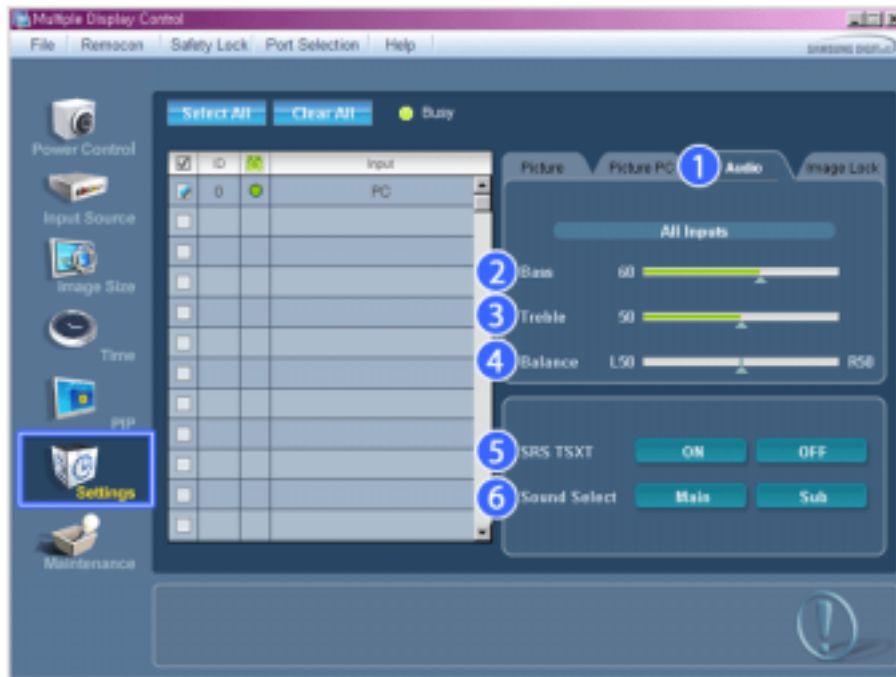 Multiple Display Control
File Remocon Safety Lock Port Selection Help
SAMSUNG DIGITall
Select All Clear All Busy
Power Control
ID Input
0 PC
Picture Picture PC 1 Audio Image Lock
Input Source
All Inputs
Image Size
2 Bass 60
3 Treble 50
Time
4 Balance L50 R50
PIP
5 SRS TSXT ON OFF
Settings
6 Sound Select Main Sub
Maintenance